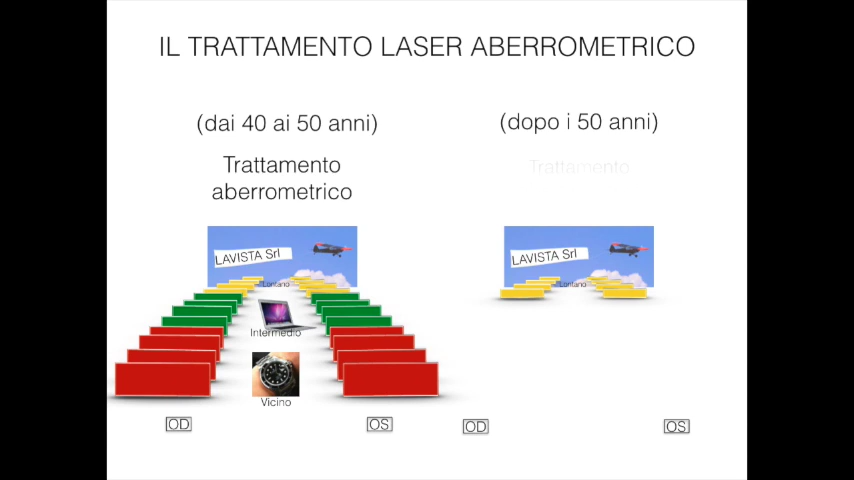 IL TRATTAMENTO LASER ABERROMETRICO
(dai 40 ai 50 anni)
Trattamento
aberrometrico
LAVISTA Srl
Lontano
Intermedio
Vicino
OD
OS
(dopo i 50 anni)
Trattamento
LAVISTA Srl
Lontano
OD
OS